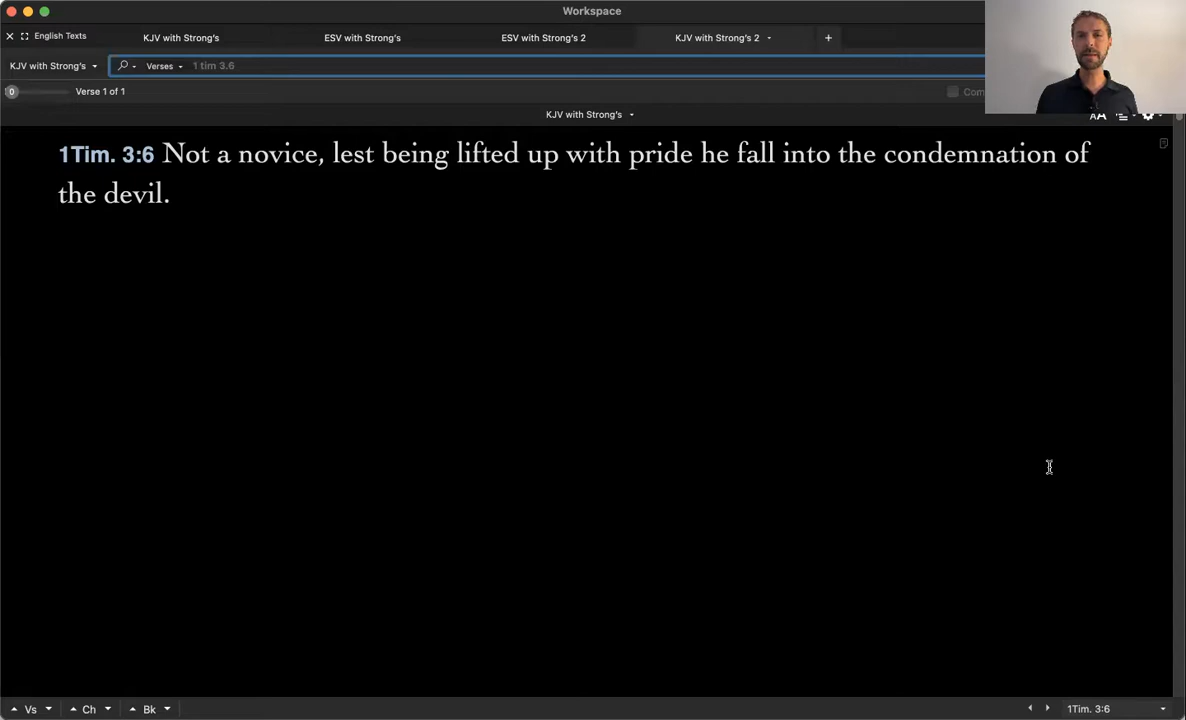 Workspace
English Texts
KJV with Strong's
ESV with Strong's
ESV with Strong's 2
KJV with Strong's 2
+
KJV with Strong's
Verses
1 tim 3.6
0
Verse 1 of 1
Com
KJV with Strong's
AA
1Tim. 3:6 Not a novice, lest being lifted up with pride he fall into the condemnation of
the devil.
Vs
Ch
Bk
1Tim. 3:6